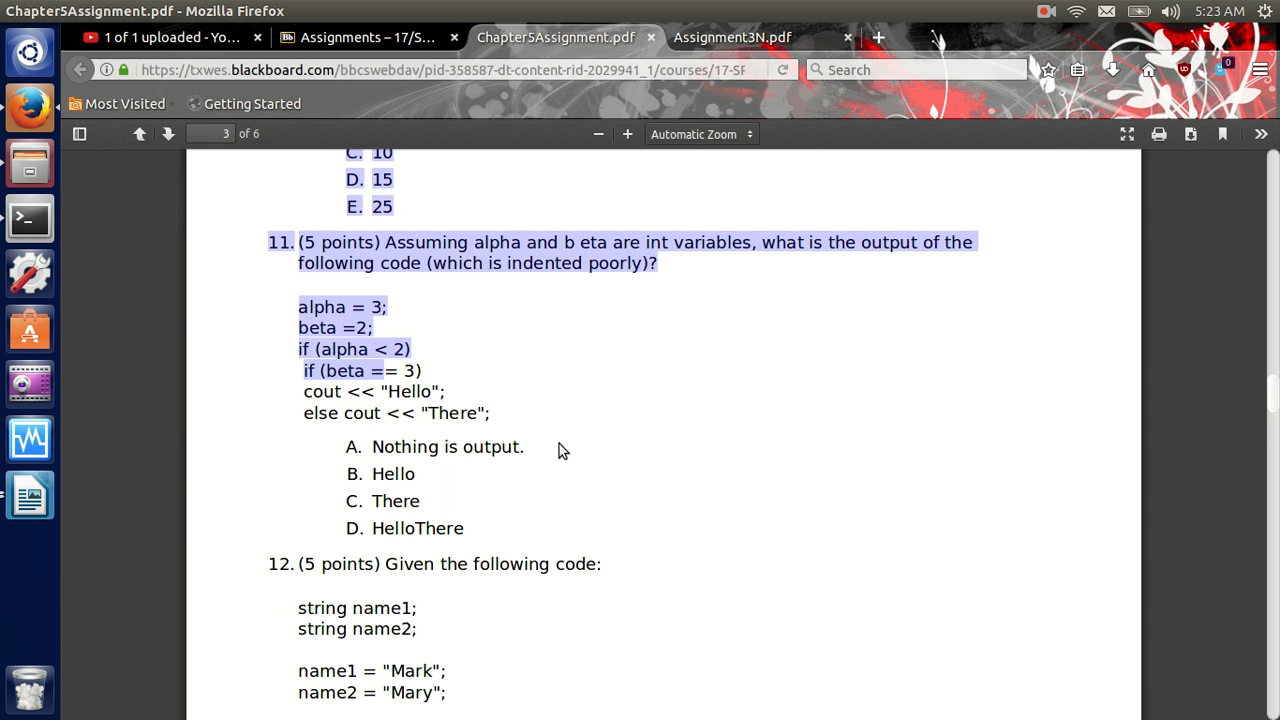 Chapter5Assignment.pdf - Mozilla Firefox
5:23 AM
1 of 1 uploaded - Yo...
Bb Assignments – 17/S...
Chapter5Assignment.pdf
Assignment3N.pdf
https://txwes.blackboard.com/bbcswebdav/pid-358587-dt-content-rid-2029941_1/courses/17-SP
Search
0
Most Visited
Getting Started
3 of 6
Automatic Zoom
C. 10
D. 15
E. 25
11. (5 points) Assuming alpha and b eta are int variables, what is the output of the
following code (which is indented poorly)?
alpha = 3;
beta =2;
if (alpha < 2)
if (beta == 3)
cout << "Hello";
else cout << "There";
A. Nothing is output.
B. Hello
C. There
D. HelloThere
12. (5 points) Given the following code:
string name1;
string name2;
name1 = "Mark";
name2 = "Mary";